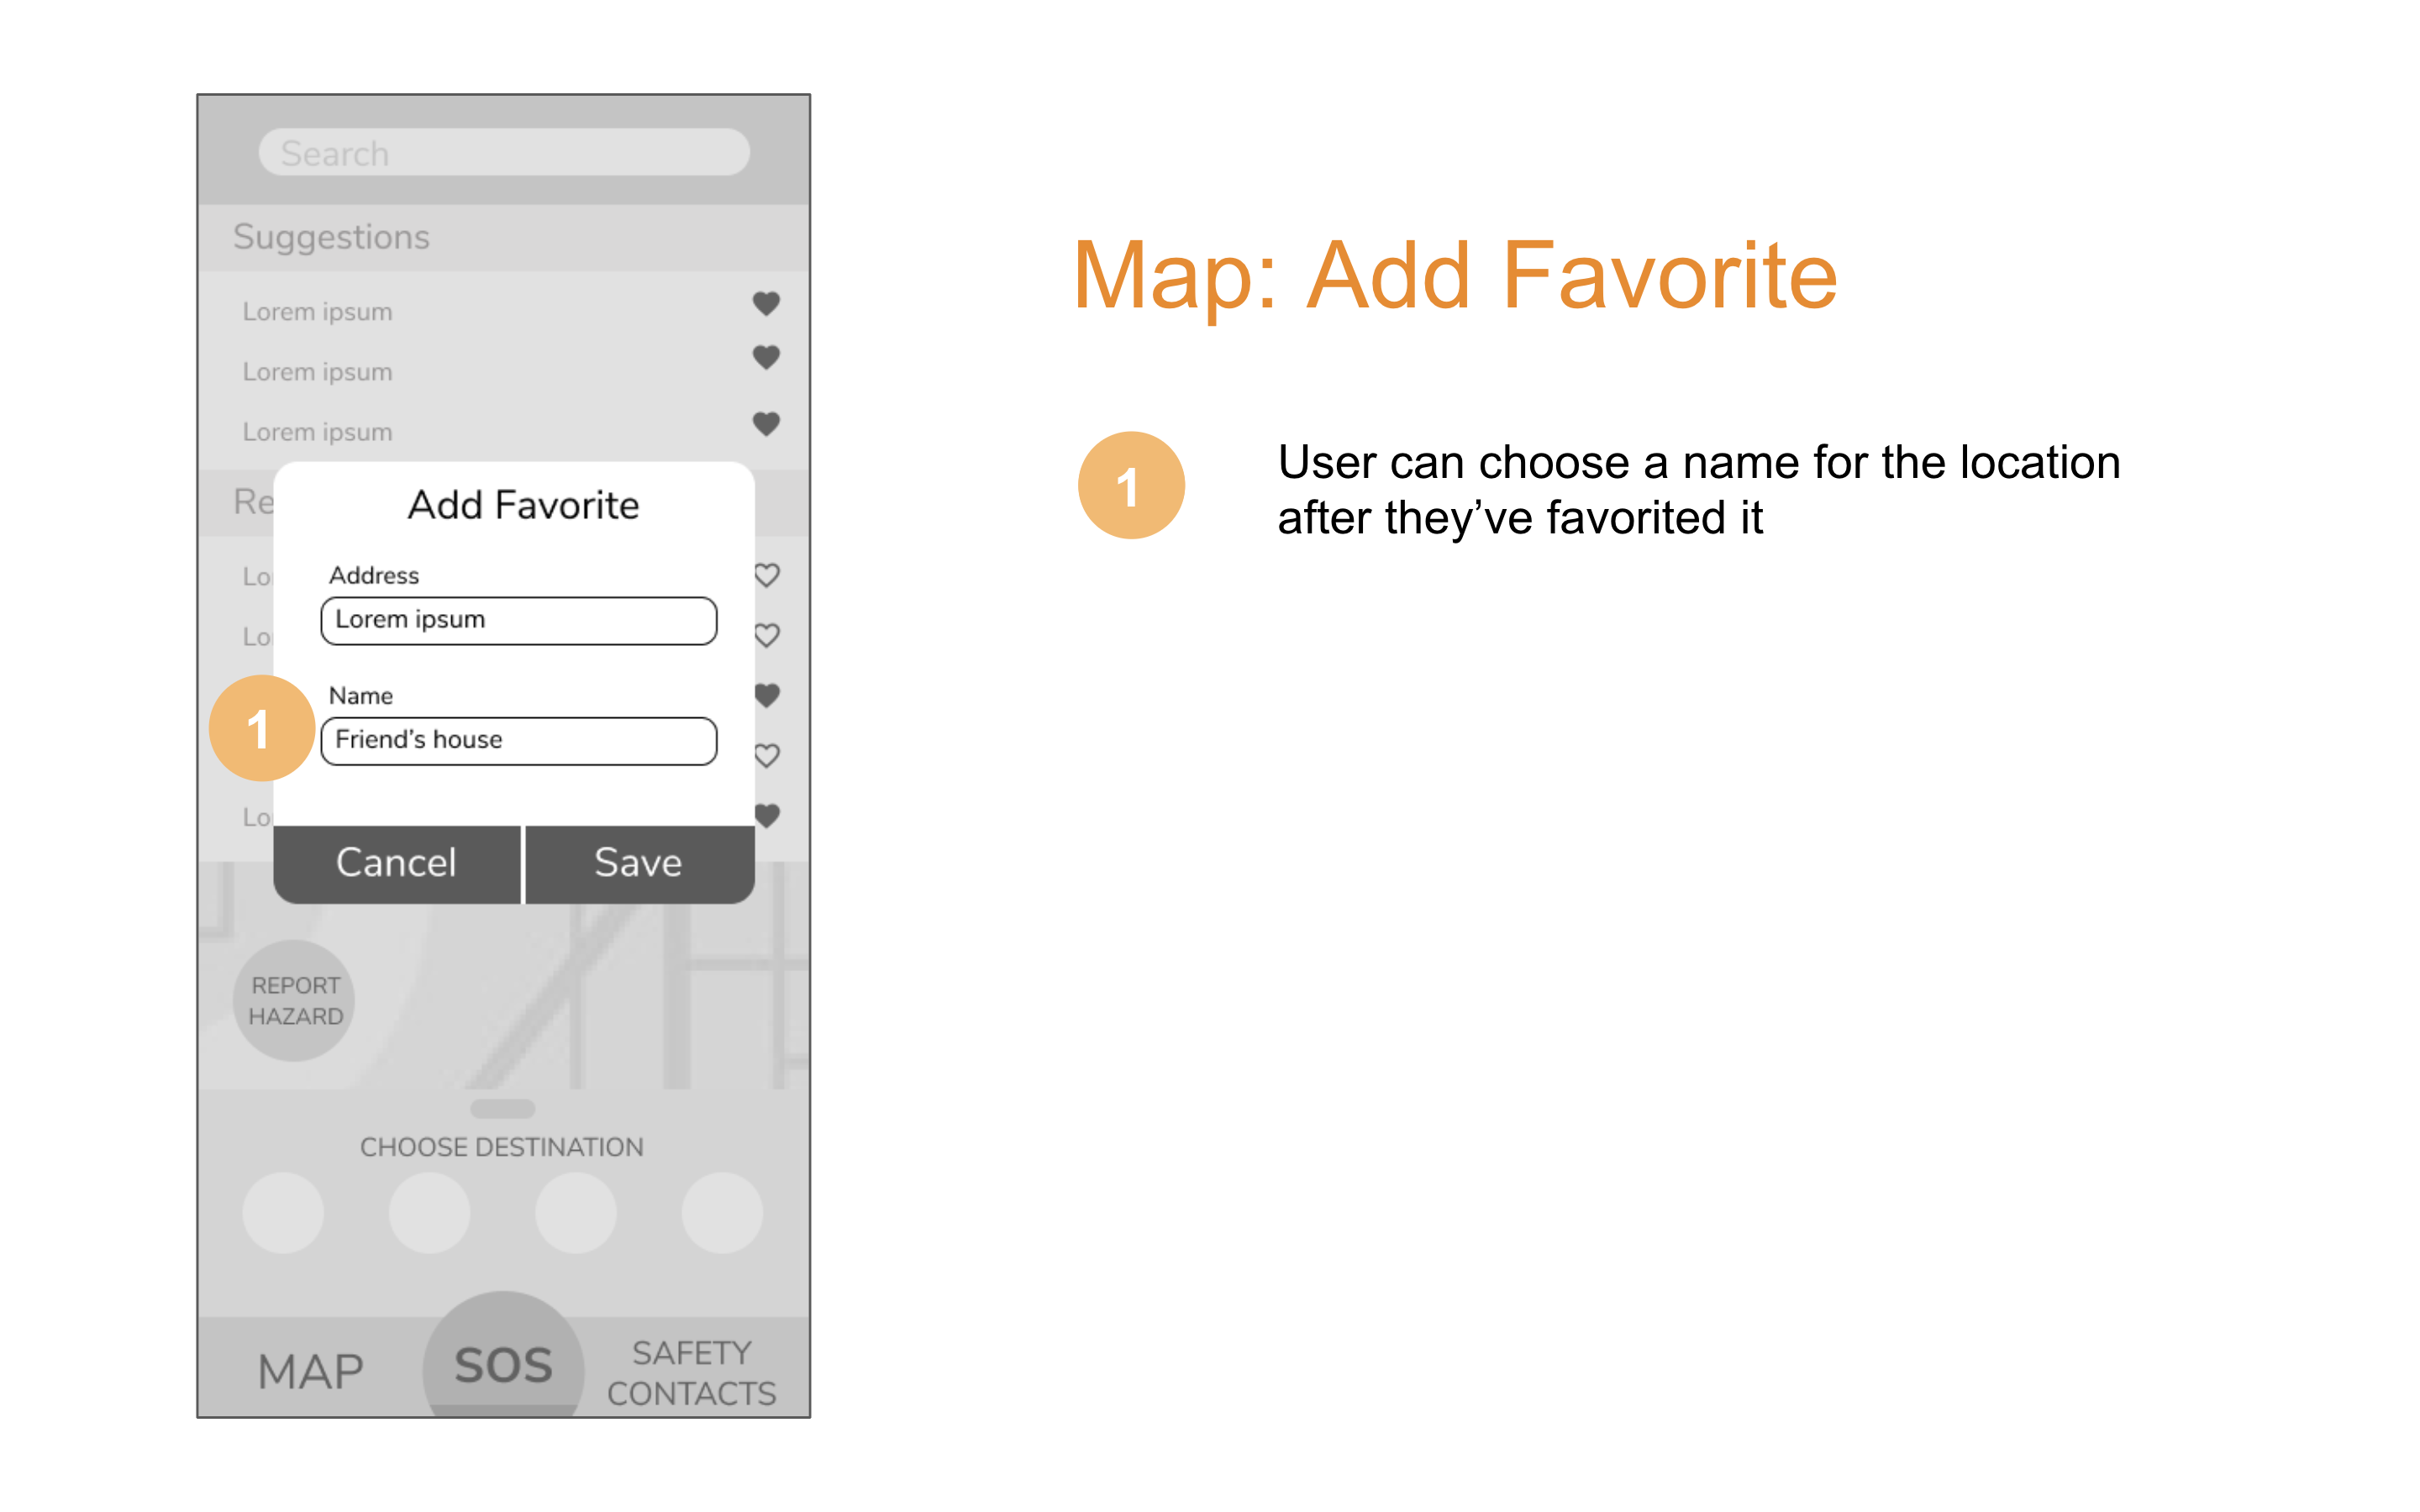 Search
Suggestions
Lorem ipsum
Lorem ipsum
Lorem ipsum
Re
Add Favorite
Lo
Address
Lorem ipsum
Lo
Name
1
Friend's house
Lo
Cancel
Save
REPORT
HAZARD
CHOOSE DESTINATION
MAP
SOS
SAFETY
CONTACTS
Map: Add Favorite
1
User can choose a name for the location
after they’ve favorited it